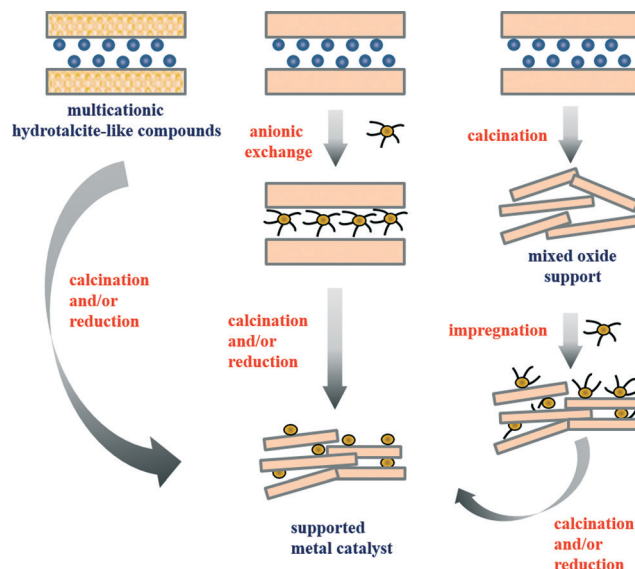 multicationic
hydrotalcite-like compounds
calcination
and/or
reduction
anionic
exchange
calcination
and/or
reduction
supported
metal catalyst
calcination
mixed oxide
support
impregnation
calcination
and/or
reduction